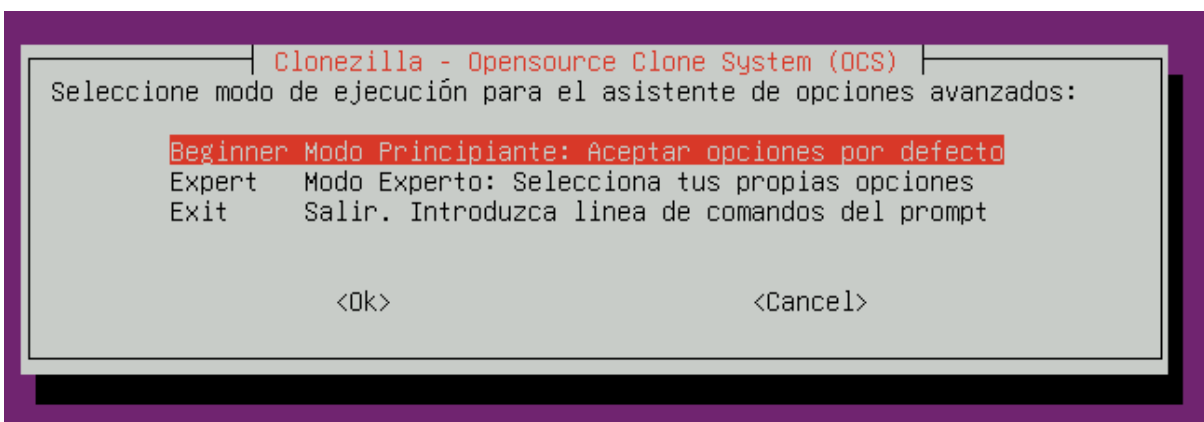 Clonezilla - Opensource Clone System (OCS)
Seleccione modo de ejecución para el asistente de opciones avanzados:
Beginner Modo Principiante: Aceptar opciones por defecto
Expert Modo Experto: Selecciona tus propias opciones
Exit Salir. Introduzca linea de comandos del prompt
<Ok> <Cancel>